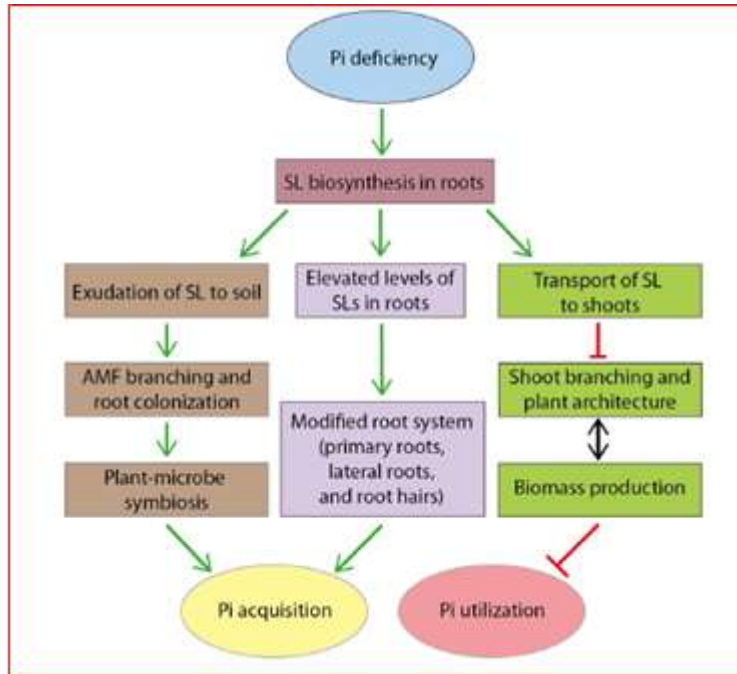 Pi deficiency
SL biosynthesis in roots
Exudation of SL to soil
Elevated levels of
SLs in roots
Transport of SL
to shoots
AMF branching and
root colonization
Shoot branching and
plant architecture
Modified root system
(primary roots,
lateral roots,
and root hairs)
Plant-microbe
symbiosis
Biomass production
Pi acquisition
Pi utilization